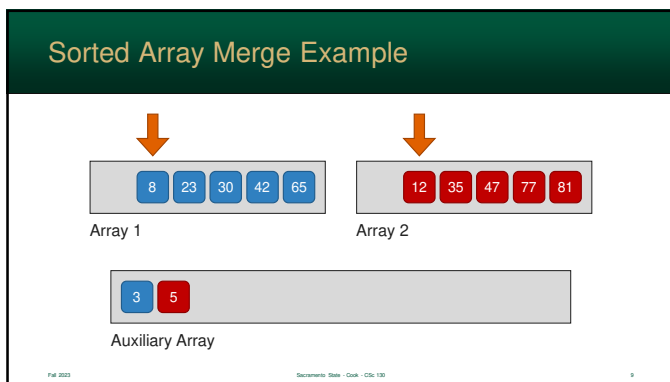 Sorted Array Merge Example
8 23 30 42 65
12 35 47 77 81
Array 1
Array 2
3 5
Auxiliary Array
Fall 2023
Sacramento State - Cook - CSc 130
9